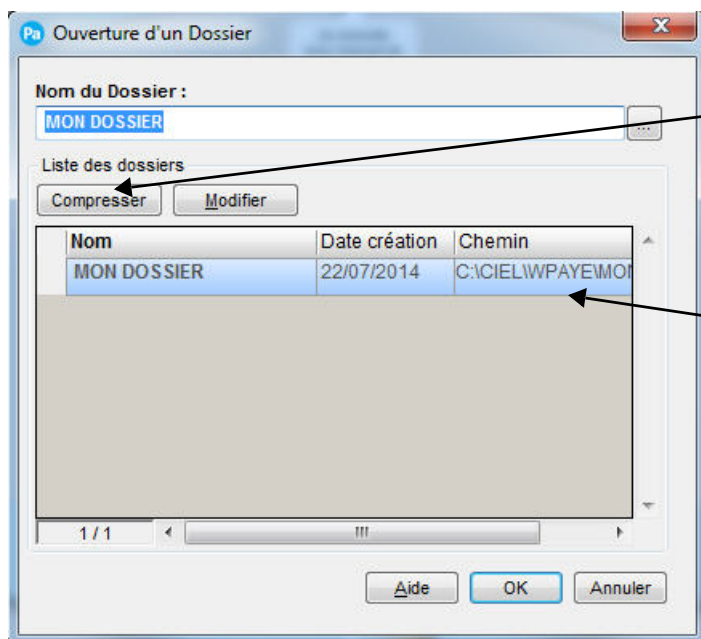 Pa Ouverture d'un Dossier
Nom du Dossier :
MON DOSSIER
...
Liste des dossiers
Compresser Modifier
Nom Date création Chemin
MON DOSSIER 22/07/2014 C:\CIEL\WPAYE\MON
1 / 1
Aide OK Annuler